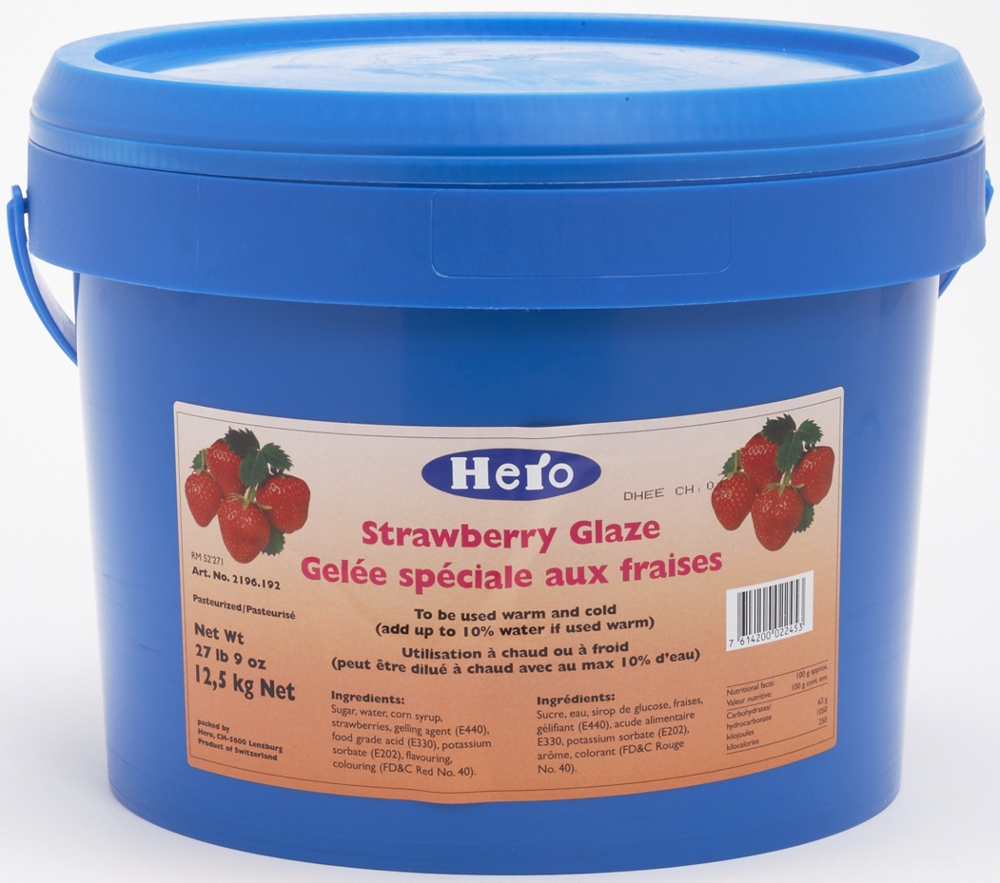 Hero
DHEE CH: 0
Strawberry Glaze
Gelée spéciale aux fraises
RM 52'271
Art. No. 2196.192
Pasteurized/Pasteurisé
Net Wt
27 lb 9 oz
12,5 kg Net
packed by
Hero, CH-5600 Lenzburg
Product of Switzerland
To be used warm and cold
(add up to 10% water if used warm)
Utilisation à chaud ou à froid
(peut être dilué à chaud avec au max 10% d'eau)
Ingredients:
Sugar, water, corn syrup,
strawberries, gelling agent (E440),
food grade acid (E330), potassium
sorbate (E202), flavouring,
colouring (FD&C Red No. 40).
Ingrédients:
Sucre, eau, sirop de glucose, fraises,
gélifiant (E440), acude alimentaire
E330, potassium sorbate (E202),
arôme, colorant (FD&C Rouge
No. 40).
7 614200 022453
Nutritional facts: 100 g approx.
Valeur nutritive: 100 g cont. env.
Carbohydrates/ 63 g
hydrocarbonate
kilojoules 1050
kilocalories 250